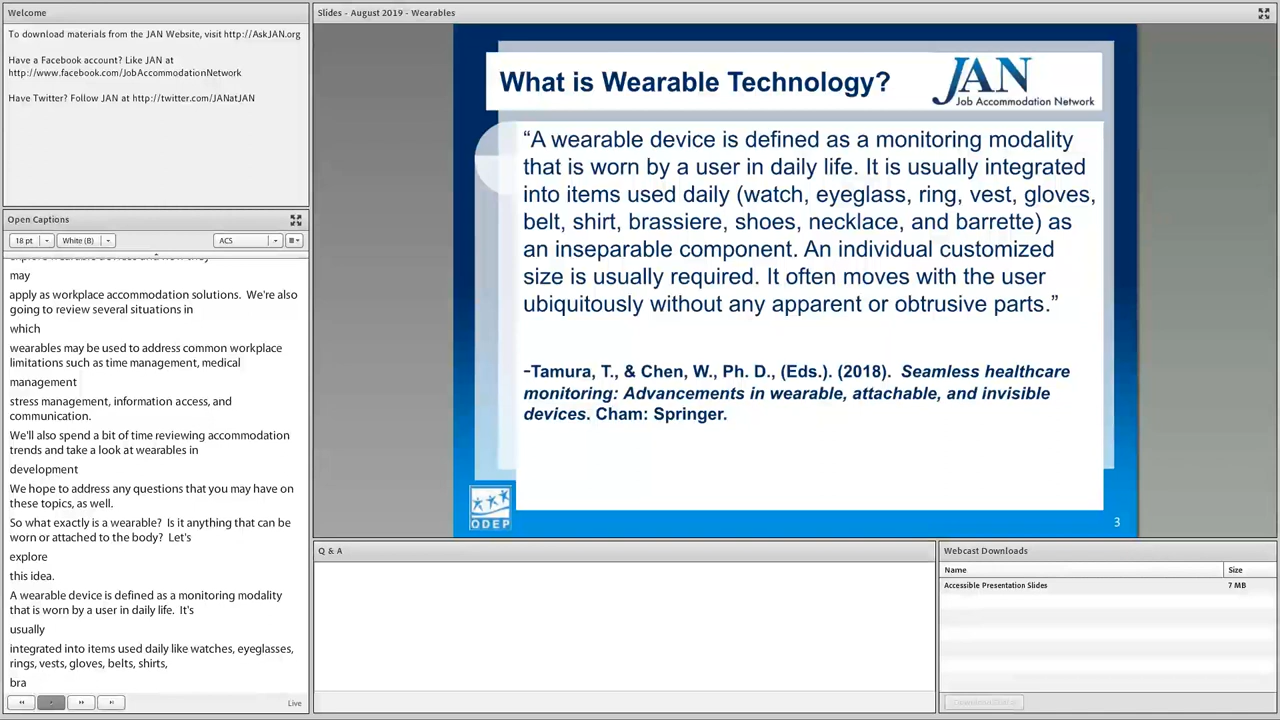 Welcome
To download materials from the JAN Website, visit http://AskJAN.org
Have a Facebook account? Like JAN at
http://www.facebook.com/JobAccommodationNetwork
Have Twitter? Follow JAN at http://twitter.com/JANatJAN
Open Captions
18 pt
White (B)
ACS
may
apply as workplace accommodation solutions. We're also
going to review several situations in
which
wearables may be used to address common workplace
limitations such as time management, medical
management
stress management, information access, and
communication.
We'll also spend a bit of time reviewing accommodation
trends and take a look at wearables in
development
We hope to address any questions that you may have on
these topics, as well.
So what exactly is a wearable? Is it anything that can be
worn or attached to the body? Let's
explore
this idea.
A wearable device is defined as a monitoring modality
that is worn by a user in daily life. It's
usually
integrated into items used daily like watches, eyeglasses,
rings, vests, gloves, belts, shirts,
bra
Live
Slides - August 2019 - Wearables
What is Wearable Technology?
JAN
Job Accommodation Network
“A wearable device is defined as a monitoring modality
that is worn by a user in daily life. It is usually integrated
into items used daily (watch, eyeglass, ring, vest, gloves,
belt, shirt, brassiere, shoes, necklace, and barrette) as
an inseparable component. An individual customized
size is usually required. It often moves with the user
ubiquitously without any apparent or obtrusive parts.”
-Tamura, T., & Chen, W., Ph. D., (Eds.). (2018). Seamless healthcare
monitoring: Advancements in wearable, attachable, and invisible
devices. Cham: Springer.
ODEP
3
Q & A
Webcast Downloads
Name Size
Accessible Presentation Slides 7 MB